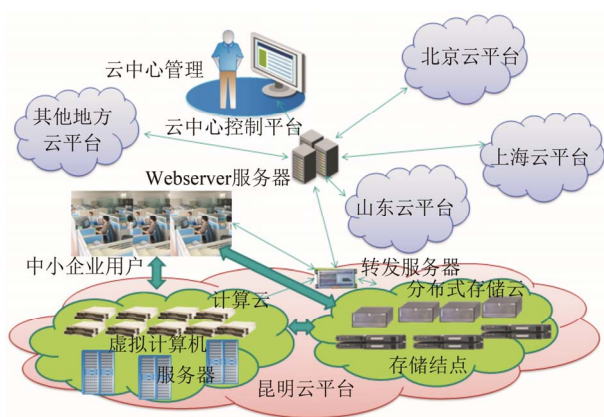 云中心管理
北京云平台
其他地方
云平台
云中心控制平台
上海云平台
Webserver服务器
山东云平台
中小企业用户
转发服务器
计算云
分布式存储云
虚拟计算机
服务器
存储结点
昆明云平台